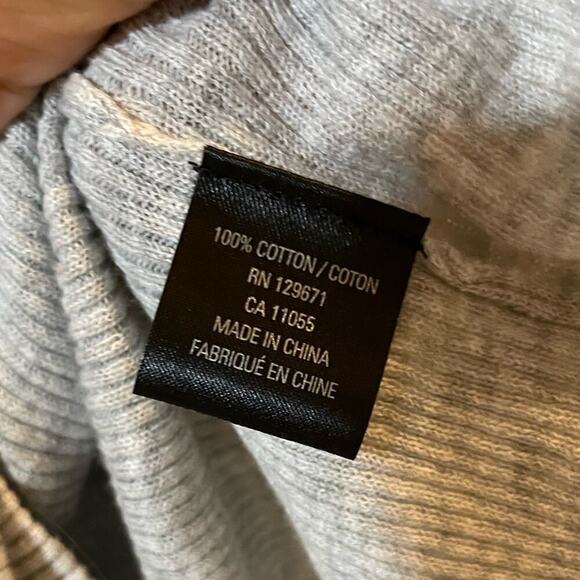 100% COTTON / COTON
RN 129671
CA 11055
MADE IN CHINA
FABRIQUÉ EN CHINE